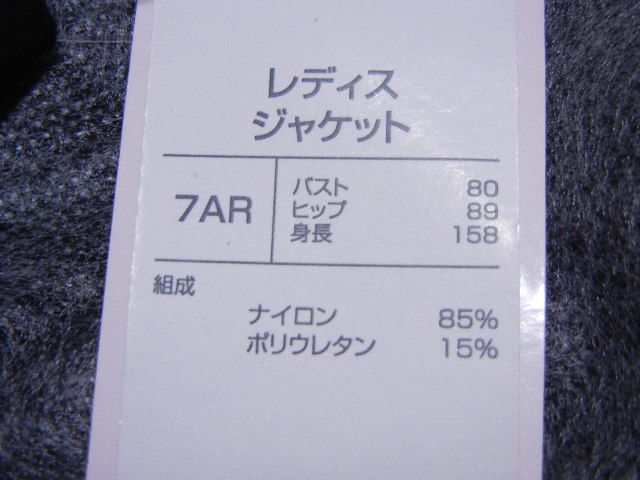 レディス
ジャケット
7AR
バスト 80
ヒップ 89
身長 158
組成
ナイロン 85%
ポリウレタン 15%